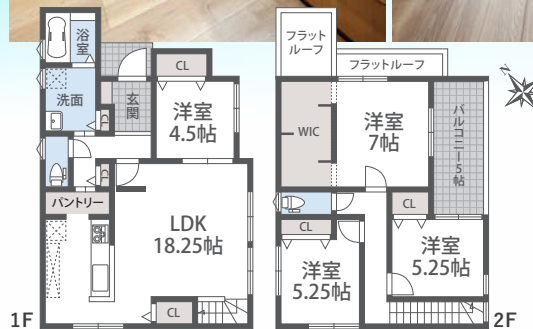 浴室
CL
洗面
玄関
洋室
4.5帖
CL
CL
パントリー
LDK
18.25帖
CL
1F
フラット
ルーフ
フラットルーフ
N
WIC
洋室
7帖
バルコニー5帖
CL
CL
洋室
5.25帖
洋室
5.25帖
2F